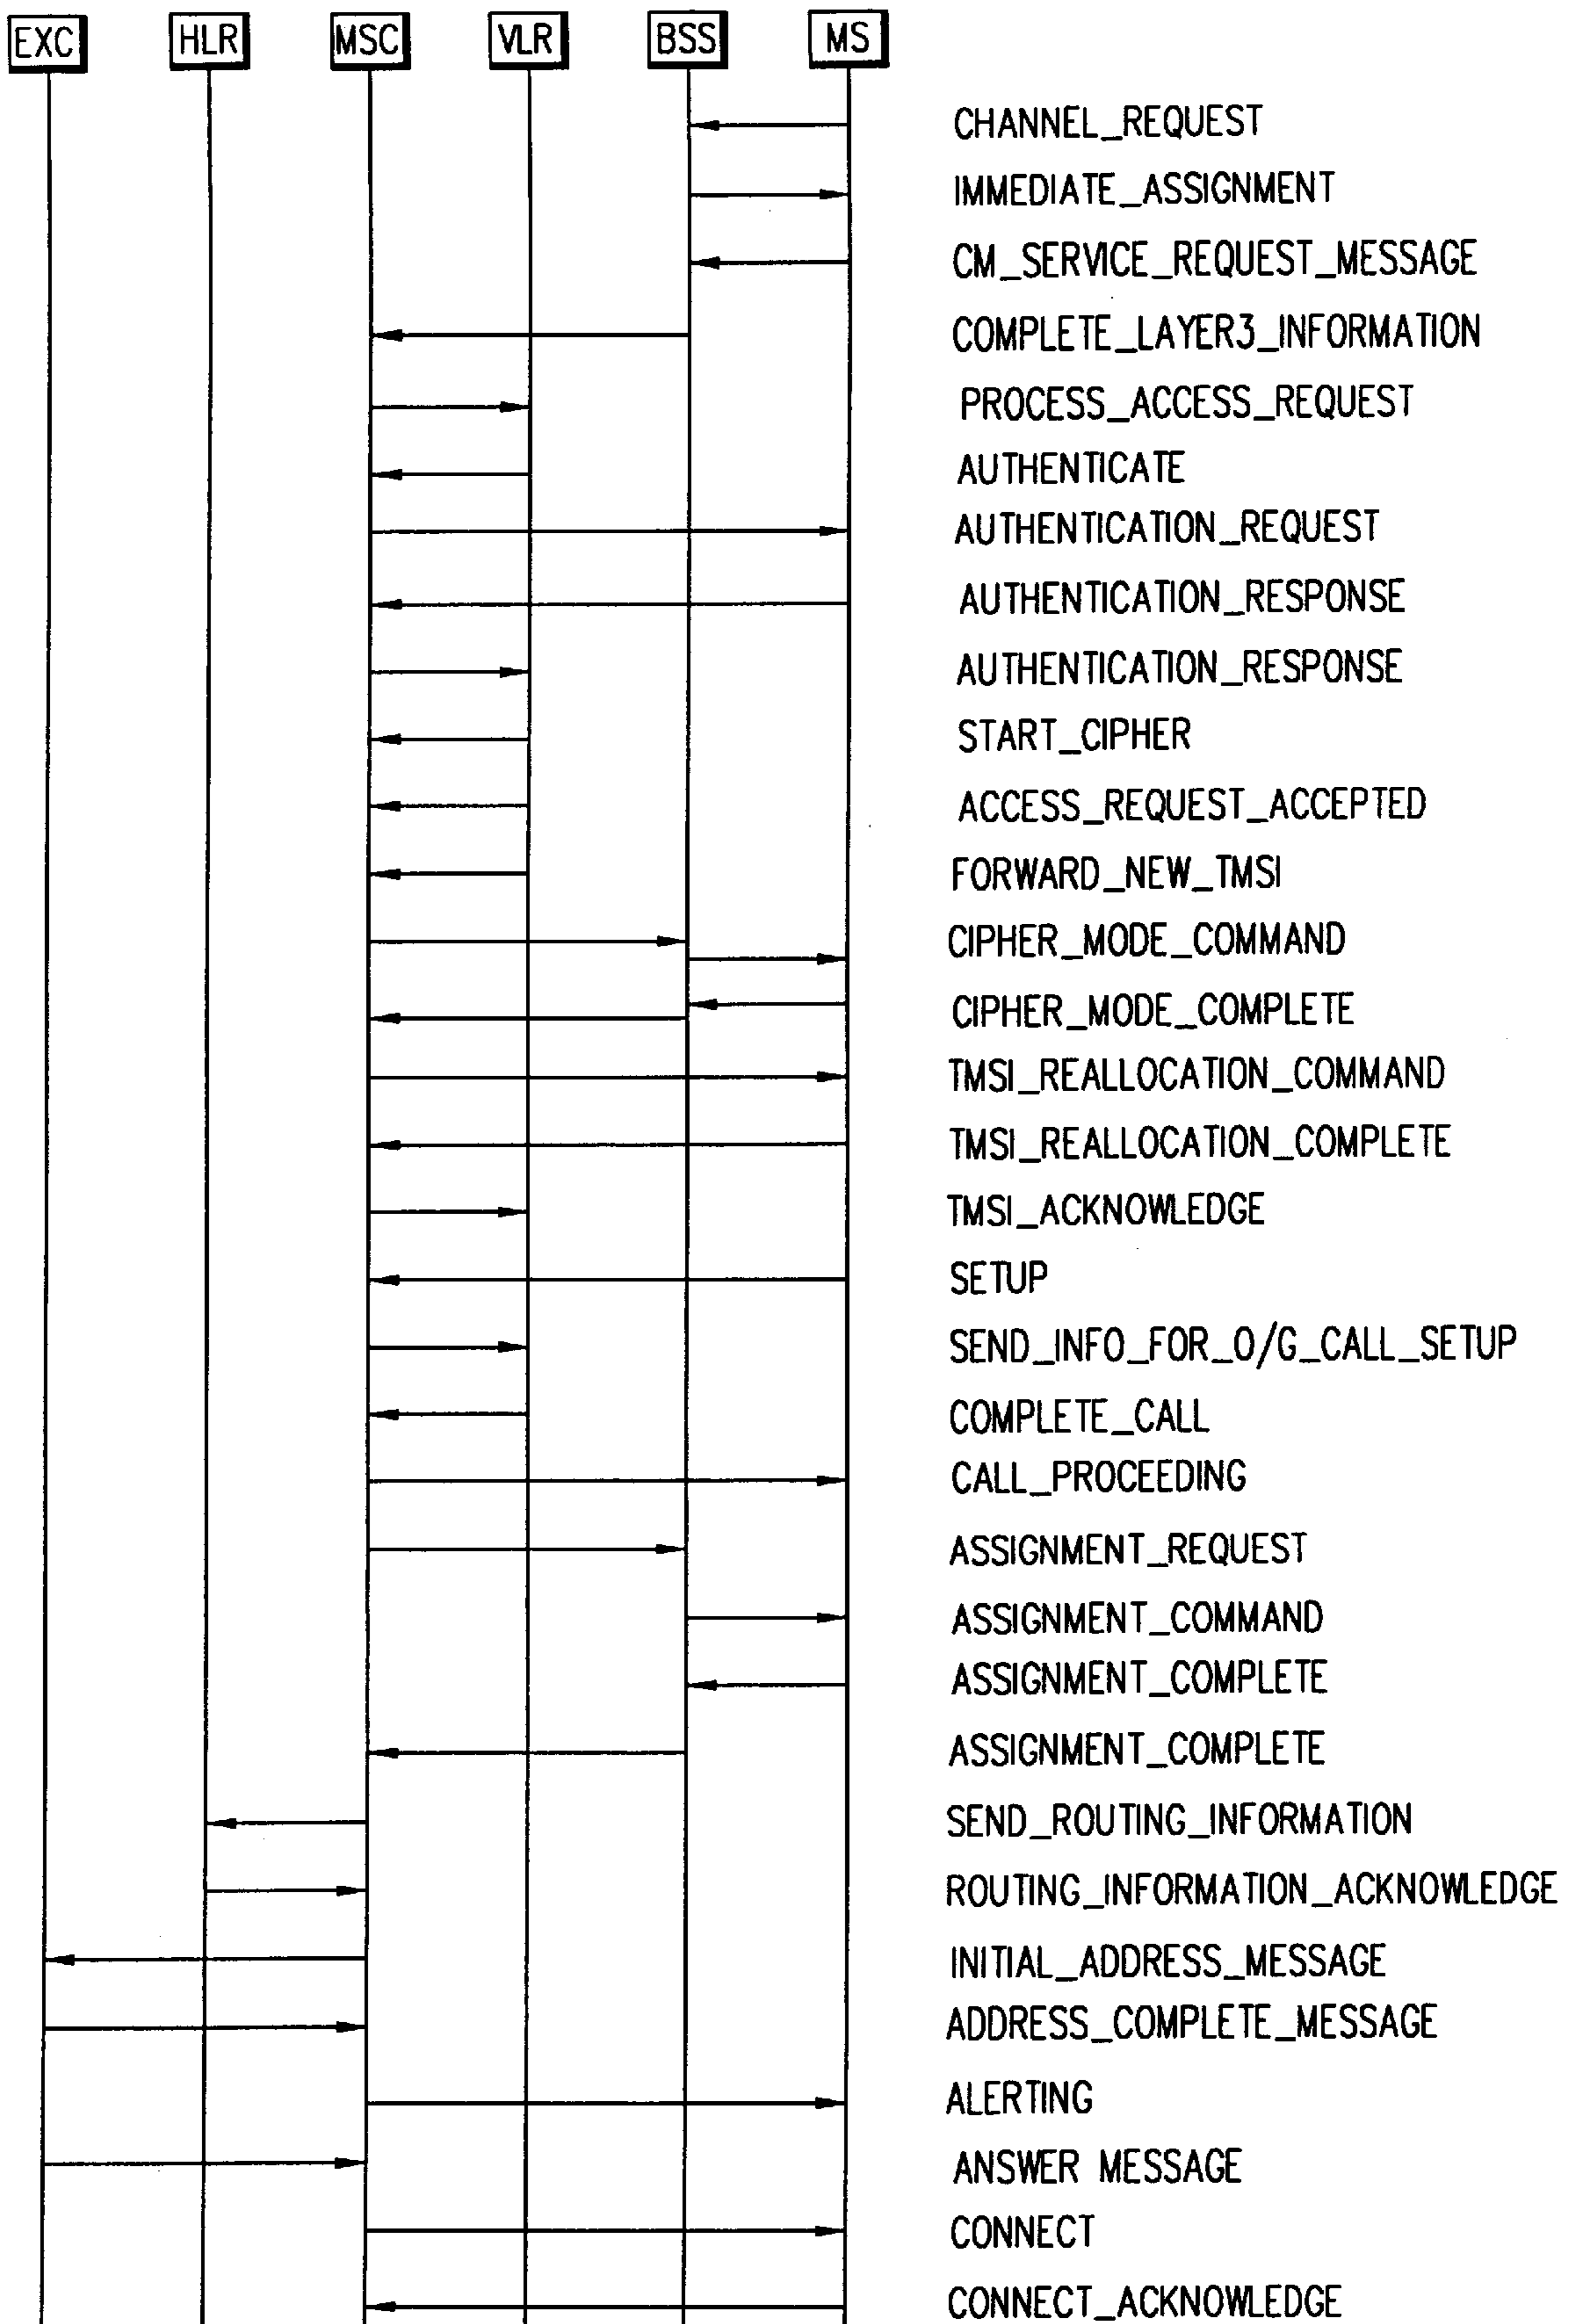 EXC HLR MSC VLR BSS MS
CHANNEL_REQUEST
IMMEDIATE_ASSIGNMENT
CM_SERVICE_REQUEST_MESSAGE
COMPLETE_LAYER3_INFORMATION
PROCESS_ACCESS_REQUEST
AUTHENTICATE
AUTHENTICATION_REQUEST
AUTHENTICATION_RESPONSE
AUTHENTICATION_RESPONSE
START_CIPHER
ACCESS_REQUEST_ACCEPTED
FORWARD_NEW_TMSI
CIPHER_MODE_COMMAND
CIPHER_MODE_COMPLETE
TMSI_REALLOCATION_COMMAND
TMSI_REALLOCATION_COMPLETE
TMSI_ACKNOWLEDGE
SETUP
SEND_INFO_FOR_O/G_CALL_SETUP
COMPLETE_CALL
CALL_PROCEEDING
ASSIGNMENT_REQUEST
ASSIGNMENT_COMMAND
ASSIGNMENT_COMPLETE
ASSIGNMENT_COMPLETE
SEND_ROUTING_INFORMATION
ROUTING_INFORMATION_ACKNOWLEDGE
INITIAL_ADDRESS_MESSAGE
ADDRESS_COMPLETE_MESSAGE
ALERTING
ANSWER MESSAGE
CONNECT
CONNECT_ACKNOWLEDGE